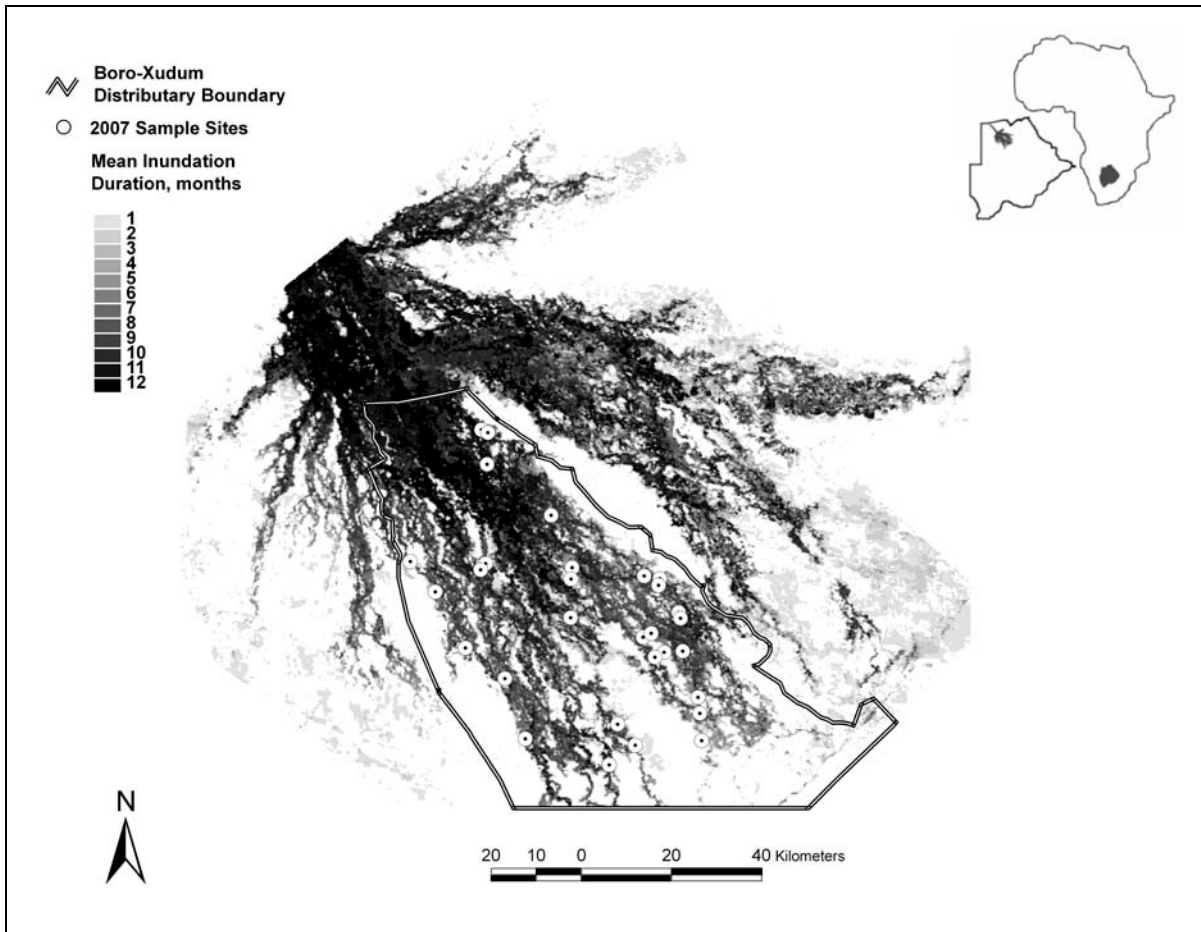 Boro-Xudum
Distributary Boundary
2007 Sample Sites
Mean Inundation
Duration, months
1
2
3
4
5
6
7
8
9
10
11
12
N
20 10 0 20 40 Kilometers